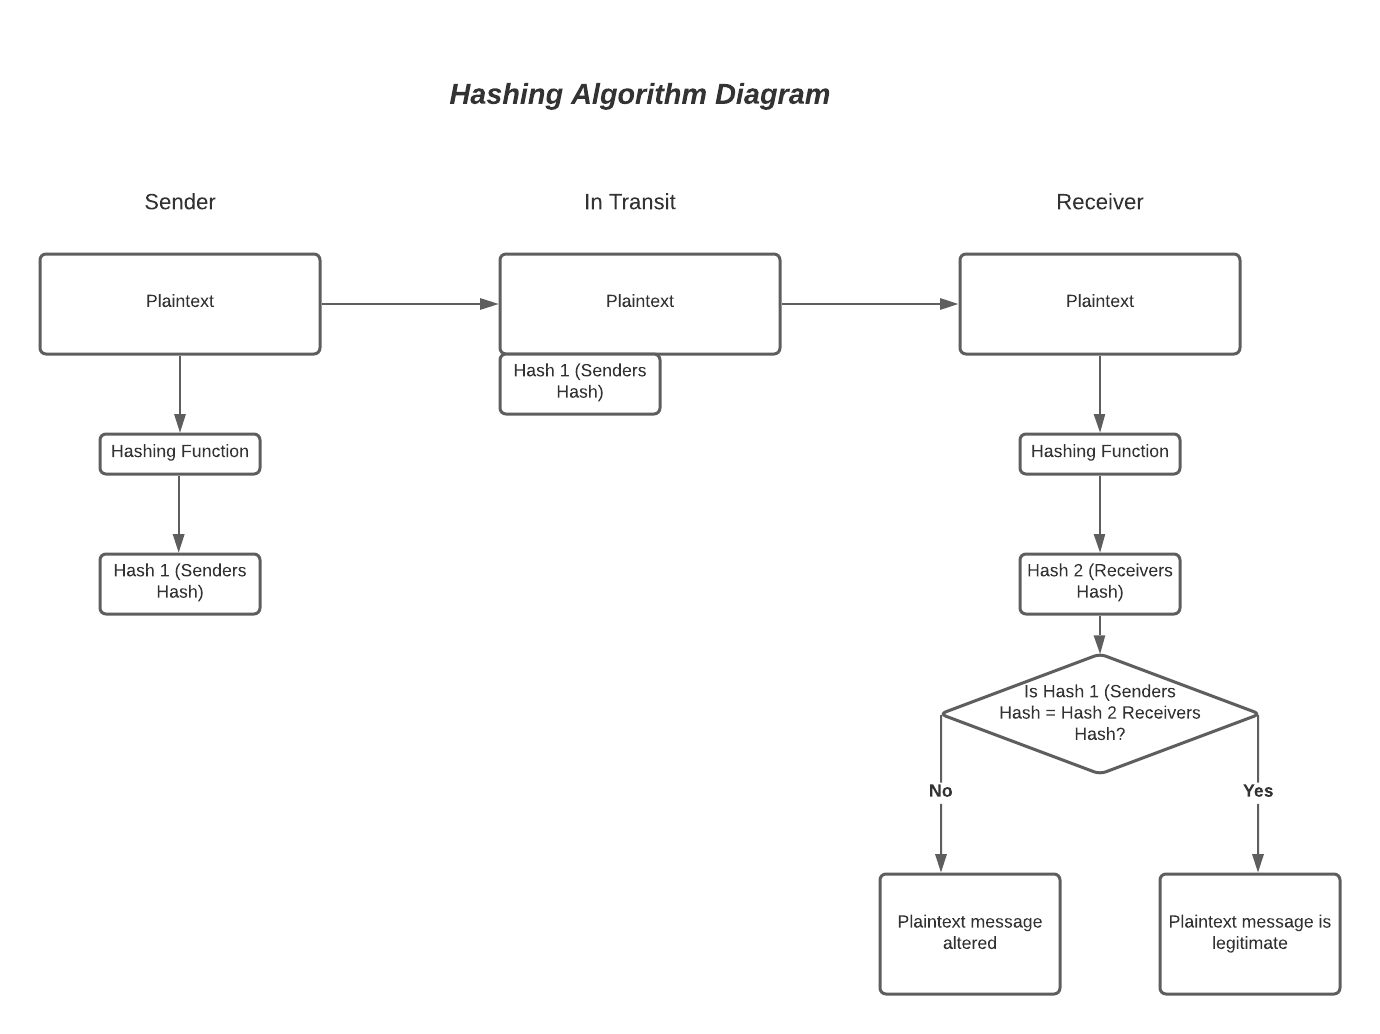 Hashing Algorithm Diagram
Sender
In Transit
Receiver
Plaintext
Plaintext
Plaintext
Hash 1 (Senders
Hash)
Hashing Function
Hashing Function
Hash 1 (Senders
Hash)
Hash 2 (Receivers
Hash)
Is Hash 1 (Senders
Hash = Hash 2 Receivers
Hash?
No
Yes
Plaintext message
altered
Plaintext message is
legitimate